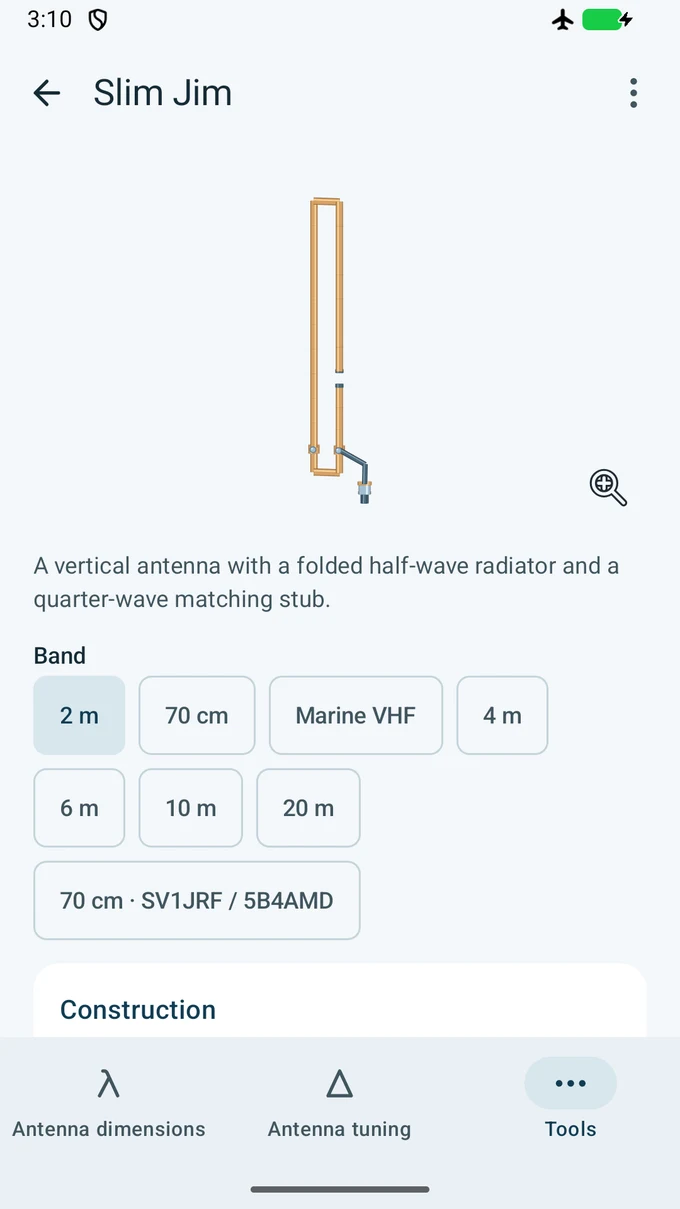 3:10
Slim Jim
A vertical antenna with a folded half-wave radiator and a
quarter-wave matching stub.
Band
2 m
70 cm
Marine VHF
4 m
6 m
10 m
20 m
70 cm · SV1JRF / 5B4AMD
Construction
λ
Δ
Antenna dimensions
Antenna tuning
Tools